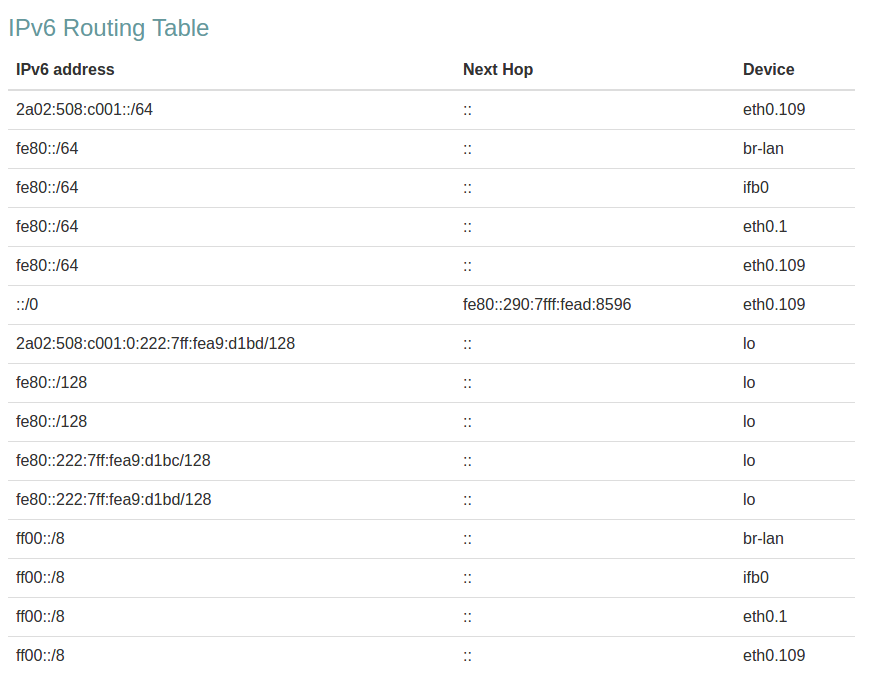 IPv6 Routing Table
IPv6 address Next Hop Device
2a02:508:c001::/64 :: eth0.109
fe80::/64 :: br-lan
fe80::/64 :: ifb0
fe80::/64 :: eth0.1
fe80::/64 :: eth0.109
::/0 fe80::290:7fff:fead:8596 eth0.109
2a02:508:c001:0:222:7ff:fea9:d1bd/128 :: lo
fe80::/128 :: lo
fe80::/128 :: lo
fe80::222:7ff:fea9:d1bc/128 :: lo
fe80::222:7ff:fea9:d1bd/128 :: lo
ff00::/8 :: br-lan
ff00::/8 :: ifb0
ff00::/8 :: eth0.1
ff00::/8 :: eth0.109